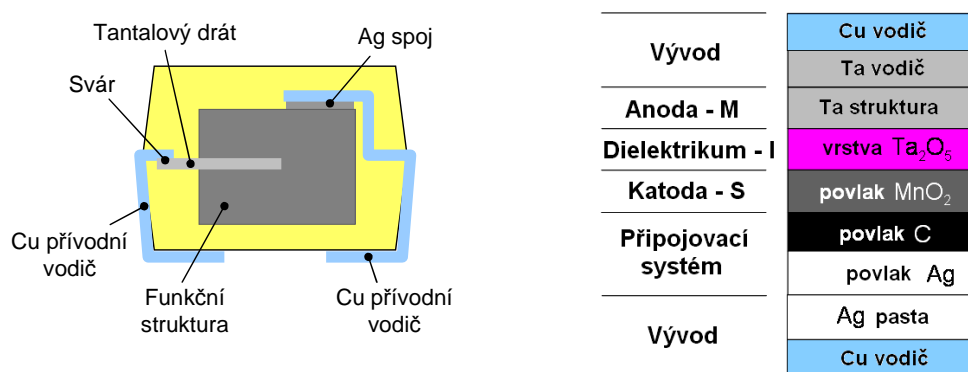 Tantalový drát
Ag spoj
Svár
Cu přívodní
vodič
Funkční
struktura
Cu přívodní
vodič
Vývod
Cu vodič
Ta vodič
Anoda - M
Ta struktura
Dielektrikum - I
vrstva Ta₂O₅
Katoda - S
povlak MnO₂
Připojovací
systém
povlak C
povlak Ag
Vývod
Ag pasta
Cu vodič